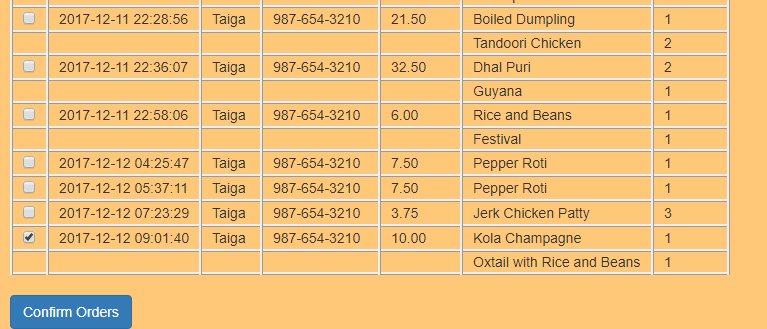 2017-12-11 22:28:56 Taiga 987-654-3210 21.50 Boiled Dumpling 1
Tandoori Chicken 2
2017-12-11 22:36:07 Taiga 987-654-3210 32.50 Dhal Puri 2
Guyana 1
2017-12-11 22:58:06 Taiga 987-654-3210 6.00 Rice and Beans 1
Festival 1
2017-12-12 04:25:47 Taiga 987-654-3210 7.50 Pepper Roti 1
2017-12-12 05:37:11 Taiga 987-654-3210 7.50 Pepper Roti 1
2017-12-12 07:23:29 Taiga 987-654-3210 3.75 Jerk Chicken Patty 3
2017-12-12 09:01:40 Taiga 987-654-3210 10.00 Kola Champagne 1
Oxtail with Rice and Beans 1
Confirm Orders